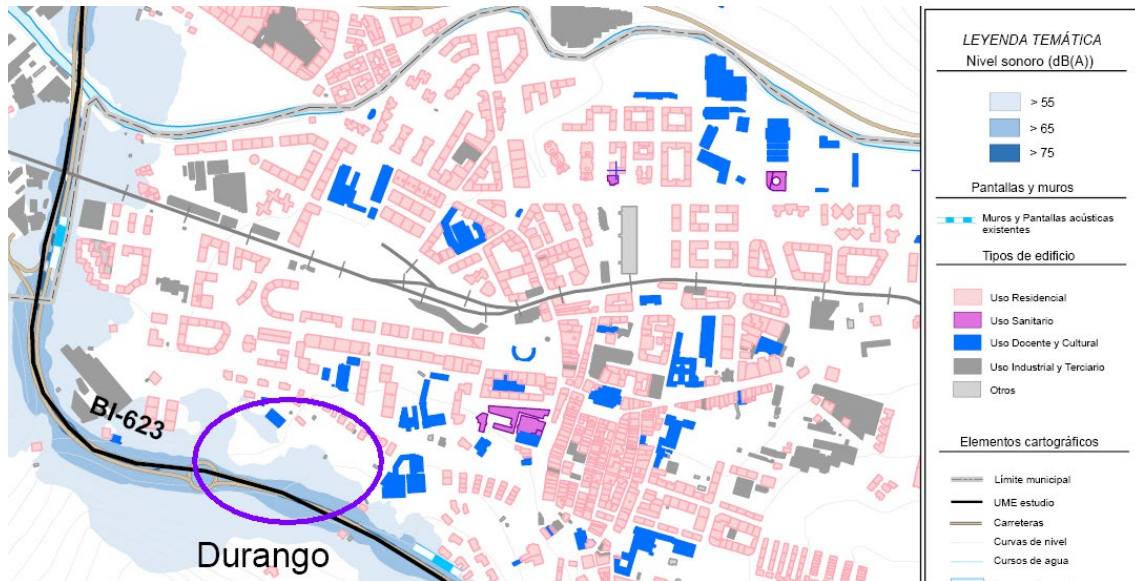 BI-623
Durango
LEYENDA TEMÁTICA
Nivel sonoro (dB(A))
> 55
> 65
> 75
Pantallas y muros
Muros y Pantallas acústicas
existentes
Tipos de edificio
Uso Residencial
Uso Sanitario
Uso Docente y Cultural
Uso Industrial y Terciario
Otros
Elementos cartográficos
Límite municipal
UME estudio
Carreteras
Curvas de nivel
Cursos de agua